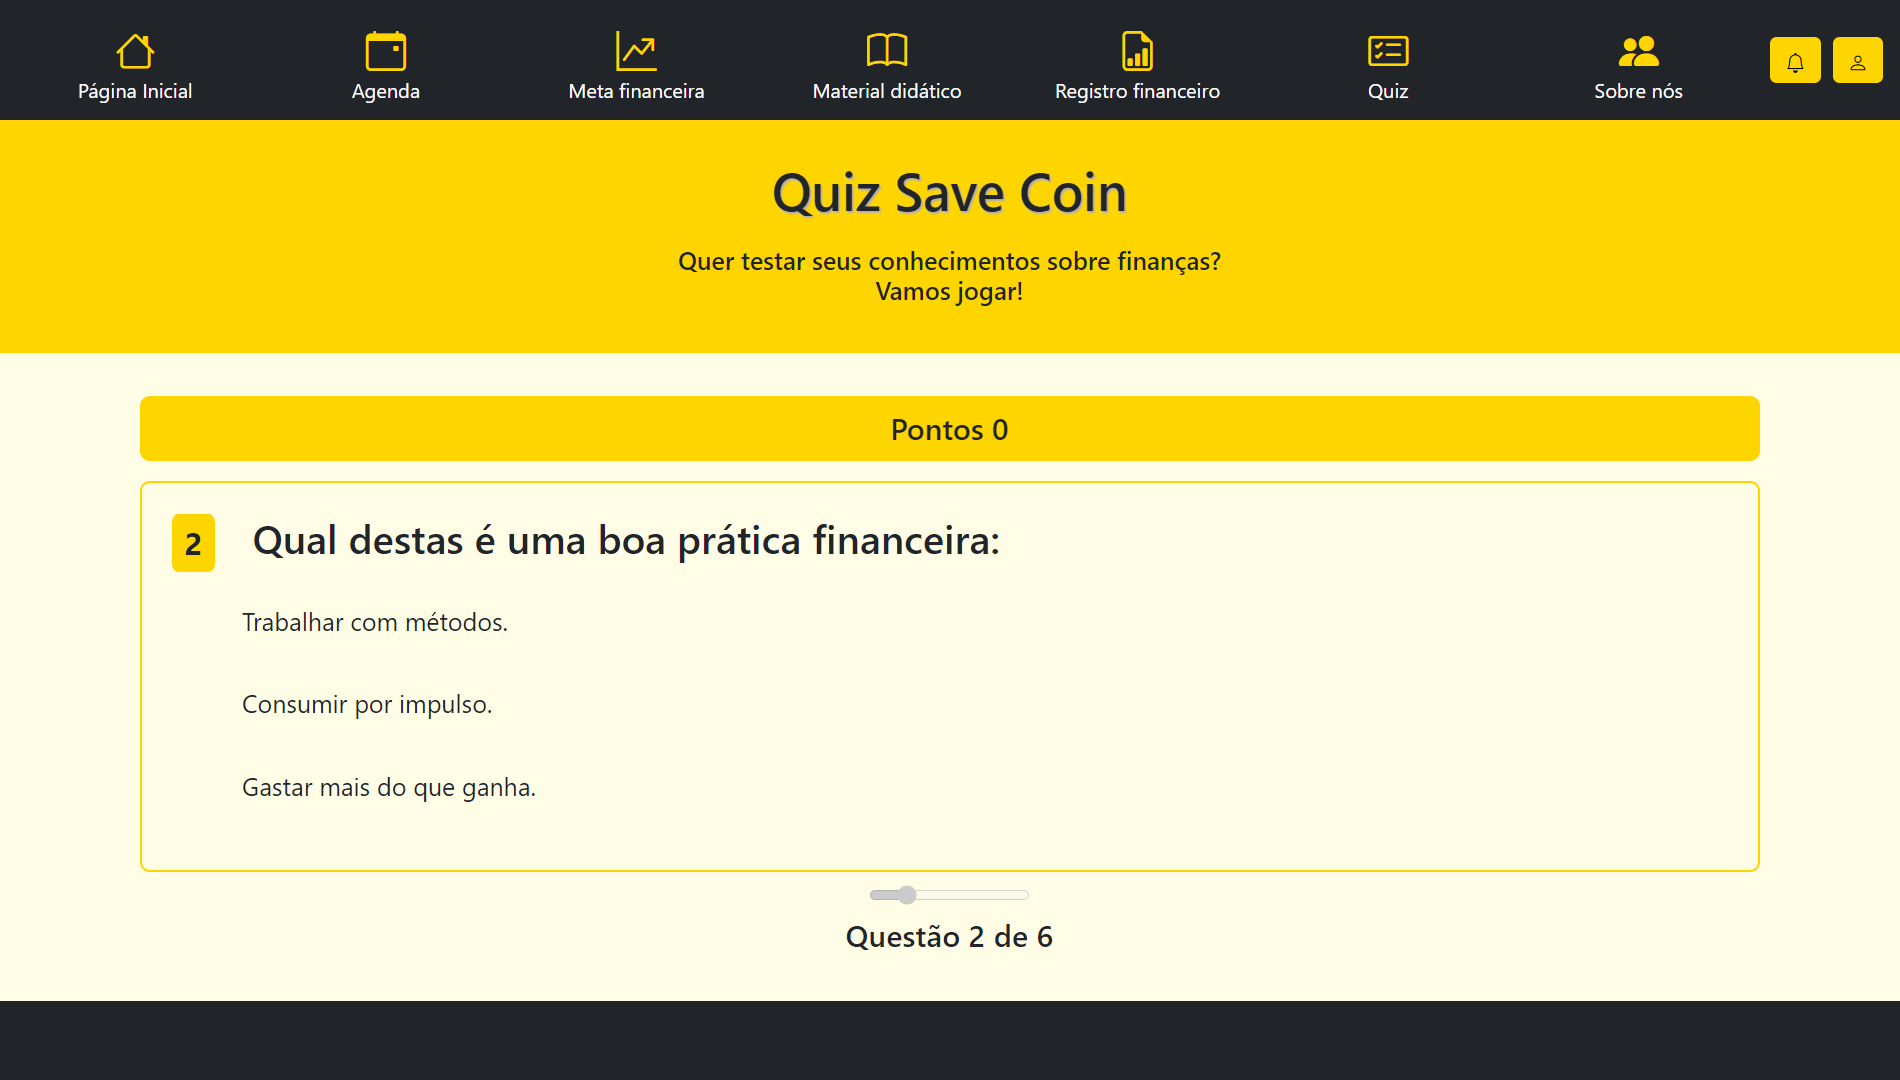 Página Inicial
Agenda
Meta financeira
Material didático
Registro financeiro
Quiz
Sobre nós
Quiz Save Coin
Quer testar seus conhecimentos sobre finanças?
Vamos jogar!
Pontos 0
2 Qual destas é uma boa prática financeira:
Trabalhar com métodos.
Consumir por impulso.
Gastar mais do que ganha.
Questão 2 de 6